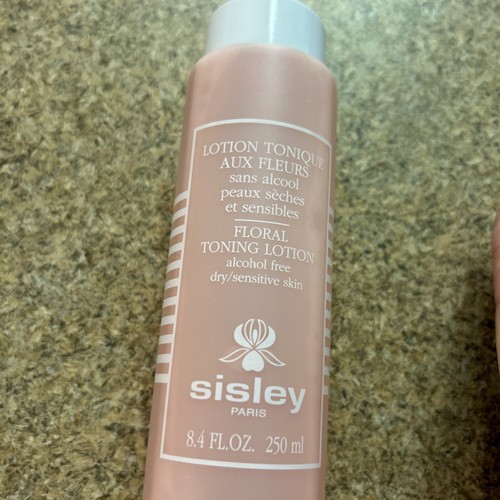 LOTION TONIQUE
AUX FLEURS
sans alcool
peaux sèches
et sensibles
FLORAL
TONING LOTION
alcohol free
dry/sensitive skin
sisley
PARIS
8.4 FL.OZ. 250 ml